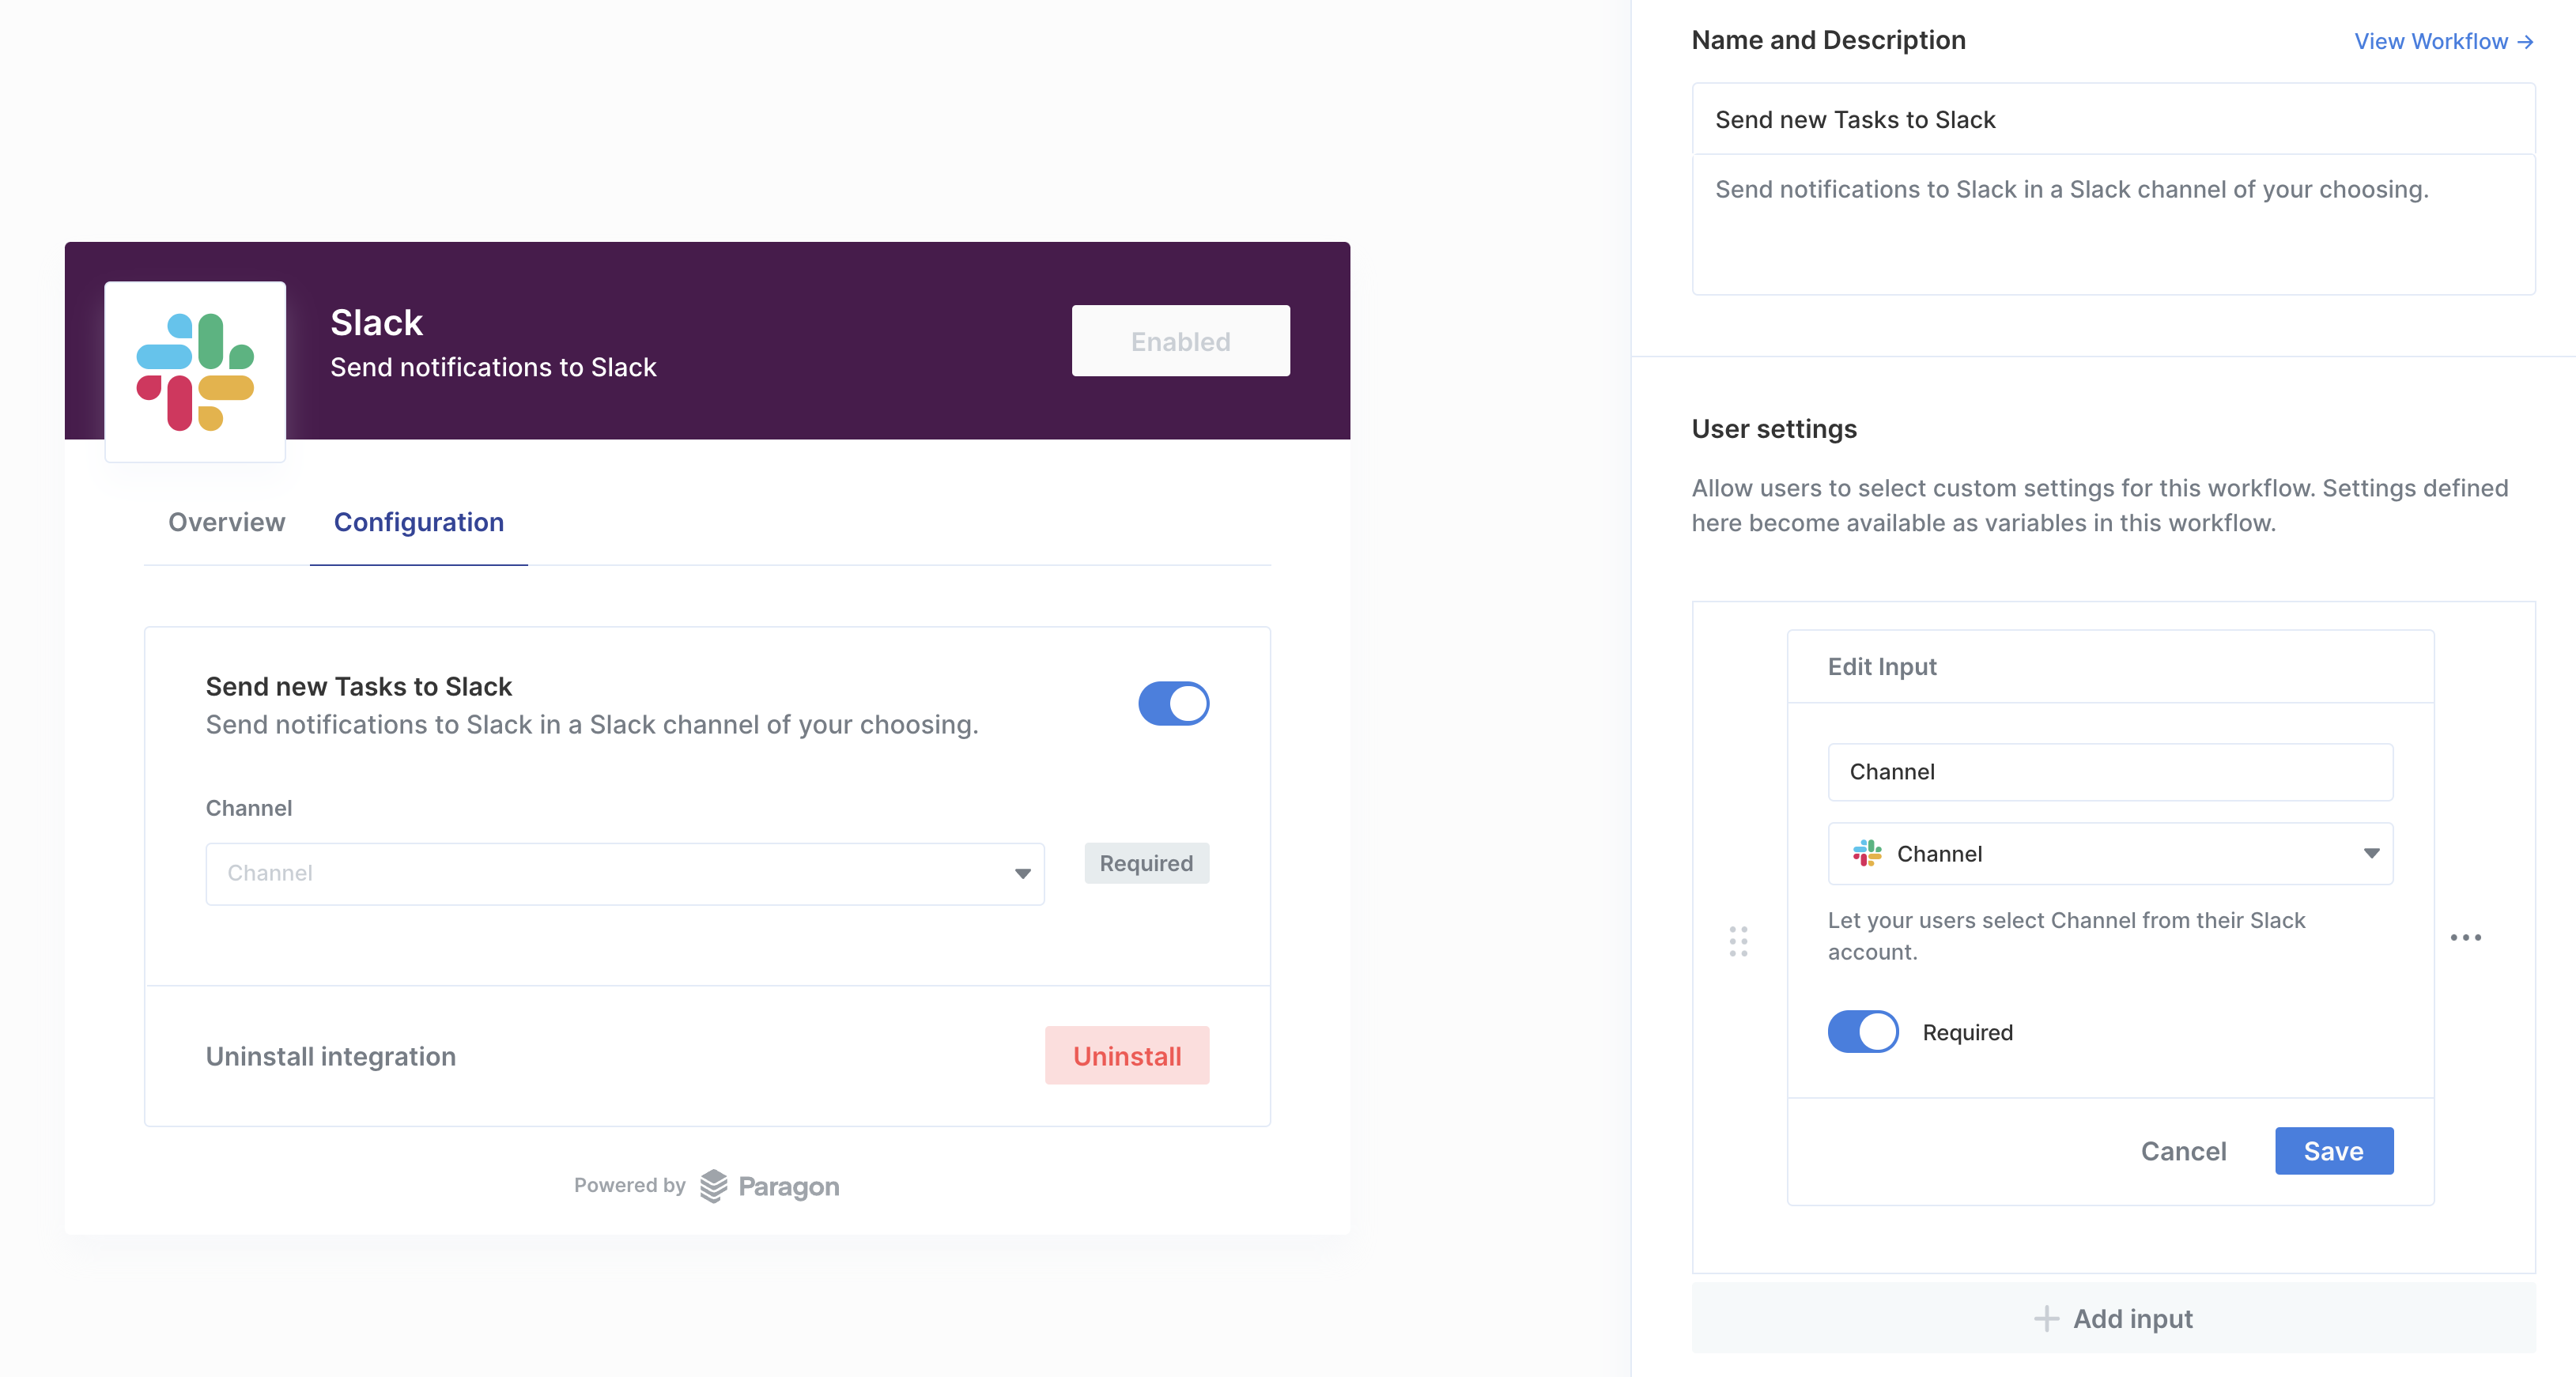 Slack
Send notifications to Slack
Enabled
Overview
Configuration
Send new Tasks to Slack
Send notifications to Slack in a Slack channel of your choosing.
Channel
Channel
Required
Uninstall integration
Uninstall
Powered by Paragon
Name and Description
View Workflow →
Send new Tasks to Slack
Send notifications to Slack in a Slack channel of your choosing.
User settings
Allow users to select custom settings for this workflow. Settings defined
here become available as variables in this workflow.
Edit Input
Channel
Channel
Let your users select Channel from their Slack
account.
Required
Cancel
Save
Add input